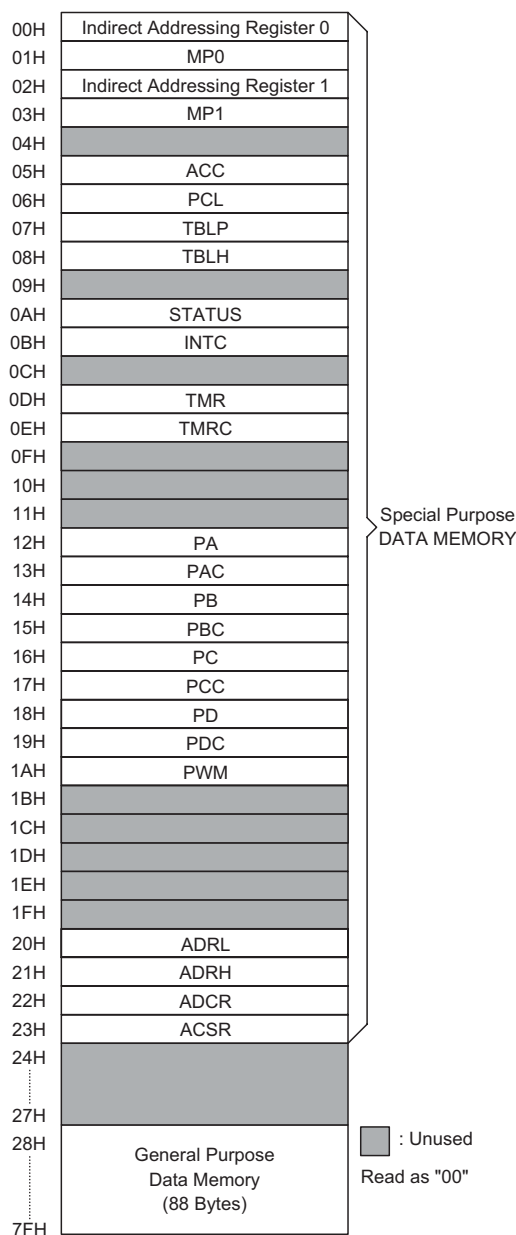 00H Indirect Addressing Register 0
01H MP0
02H Indirect Addressing Register 1
03H MP1
04H
05H ACC
06H PCL
07H TBLP
08H TBLH
09H
0AH STATUS
0BH INTC
0CH
0DH TMR
0EH TMRC
0FH
10H
11H
Special Purpose
DATA MEMORY
12H PA
13H PAC
14H PB
15H PBC
16H PC
17H PCC
18H PD
19H PDC
1AH PWM
1BH
1CH
1DH
1EH
1FH
20H ADRL
21H ADRH
22H ADCR
23H ACSR
24H
27H
28H
General Purpose
Data Memory
(88 Bytes)
7FH
: Unused
Read as "00"